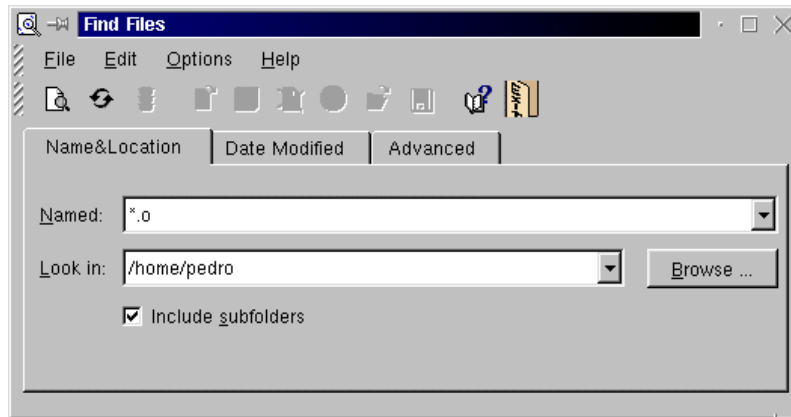 Find Files
File Edit Options Help
EXIT
Name&Location Date Modified Advanced
Named: *.o
Look in: /home/pedro Browse ...
Include subfolders